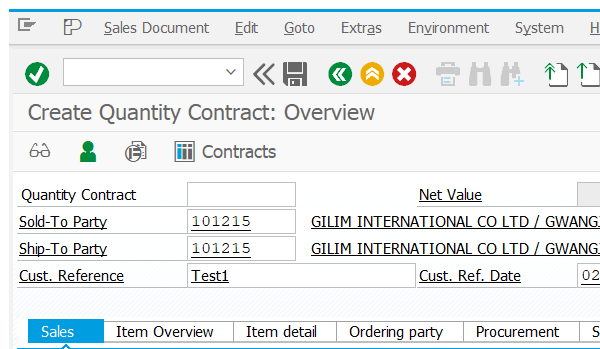 Sales Document Edit Goto Extras Environment System
Create Quantity Contract: Overview
Contracts
Quantity Contract Net Value
Sold-To Party 101215 GILIM INTERNATIONAL CO LTD / GWANG
Ship-To Party 101215 GILIM INTERNATIONAL CO LTD / GWANG
Cust. Reference Test1 Cust. Ref. Date 02
Sales Item Overview Item detail Ordering party Procurement S